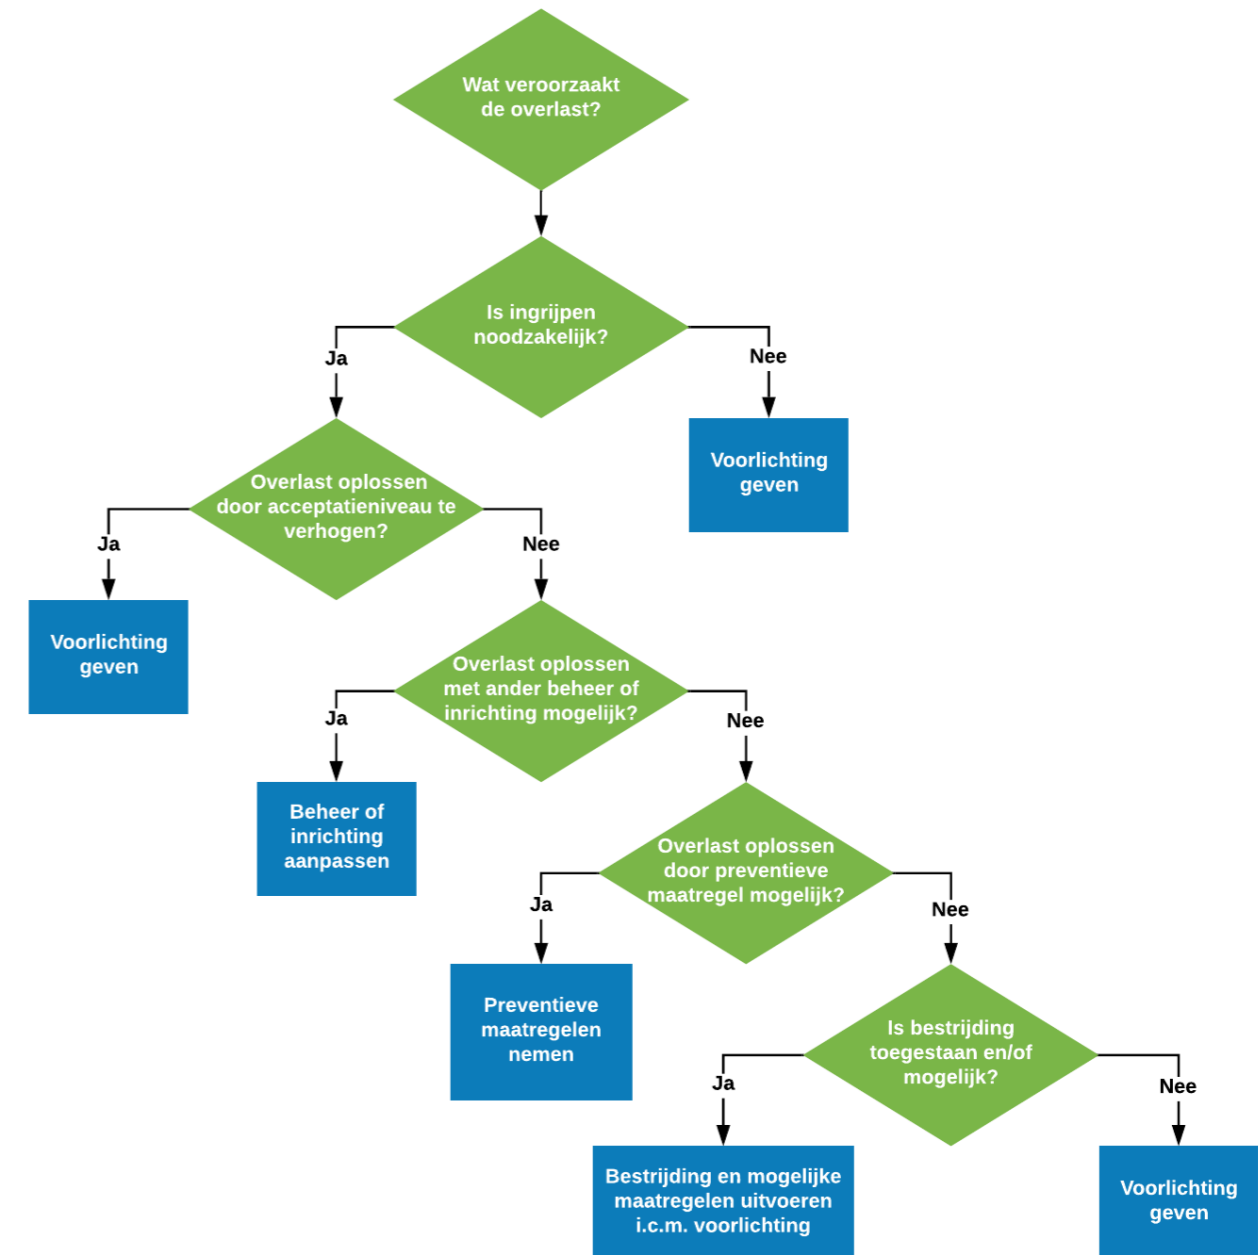 Wat veroorzaakt
de overlast?
Is ingrijpen
noodzakelijk?
Ja
Nee
Voorlichting
geven
Overlast oplossen
door acceptatieniveau te
verhogen?
Ja
Nee
Voorlichting
geven
Overlast oplossen
met ander beheer of
inrichting mogelijk?
Ja
Nee
Beheer of
inrichting
aanpassen
Overlast oplossen
door preventieve
maatregel mogelijk?
Ja
Nee
Preventieve
maatregelen
nemen
Is bestrijding
toegestaan en/of
mogelijk?
Ja
Nee
Bestrijding en mogelijke
maatregelen uitvoeren
i.c.m. voorlichting
Voorlichting
geven